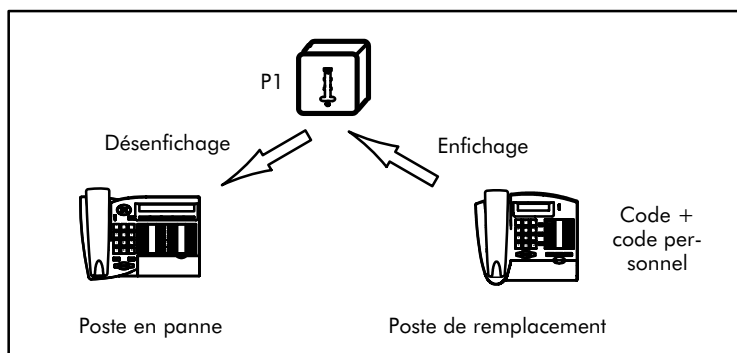 P1
Désenfichage
Enfichage
Code +
code per-
sonnel
Poste en panne
Poste de remplacement